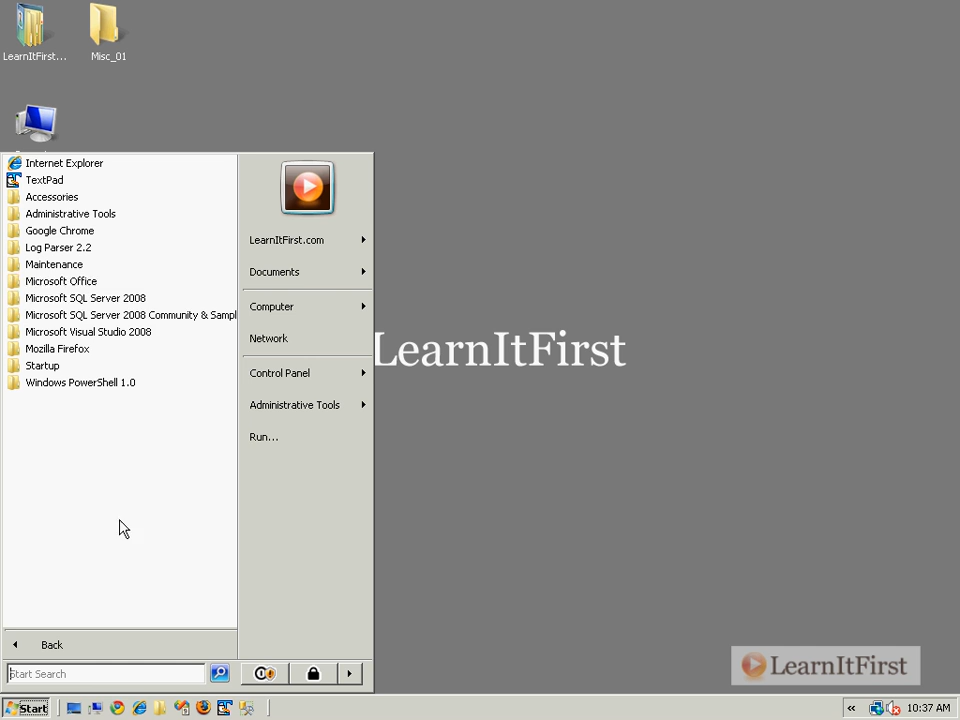 LearnItFirst...
Misc_01
Internet Explorer
TextPad
Accessories
Administrative Tools
Google Chrome
Log Parser 2.2
Maintenance
Microsoft Office
Microsoft SQL Server 2008
Microsoft SQL Server 2008 Community & Sampl
Microsoft Visual Studio 2008
Mozilla Firefox
Startup
Windows PowerShell 1.0
Back
Start Search
LearnItFirst.com
Documents
Computer
Network
Control Panel
Administrative Tools
Run...
LearnItFirst
LearnItFirst
Start
10:37 AM